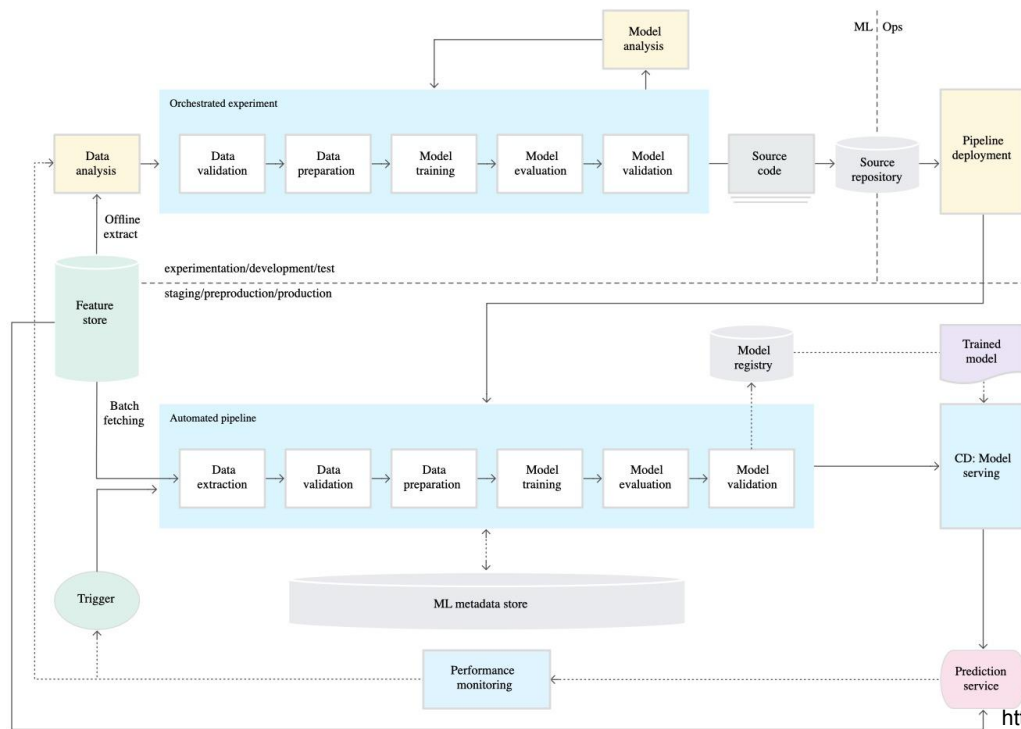 Model
analysis
ML
Ops
Orchestrated experiment
Data
analysis
Data
validation
Data
preparation
Model
training
Model
evaluation
Model
validation
Source
code
Source
repository
Pipeline
deployment
Offline
extract
experimentation/development/test
staging/preproduction/production
Feature
store
Model
registry
Trained
model
Batch
fetching
Automated pipeline
Data
extraction
Data
validation
Data
preparation
Model
training
Model
evaluation
Model
validation
CD: Model
serving
Trigger
ML metadata store
Performance
monitoring
Prediction
service
ht